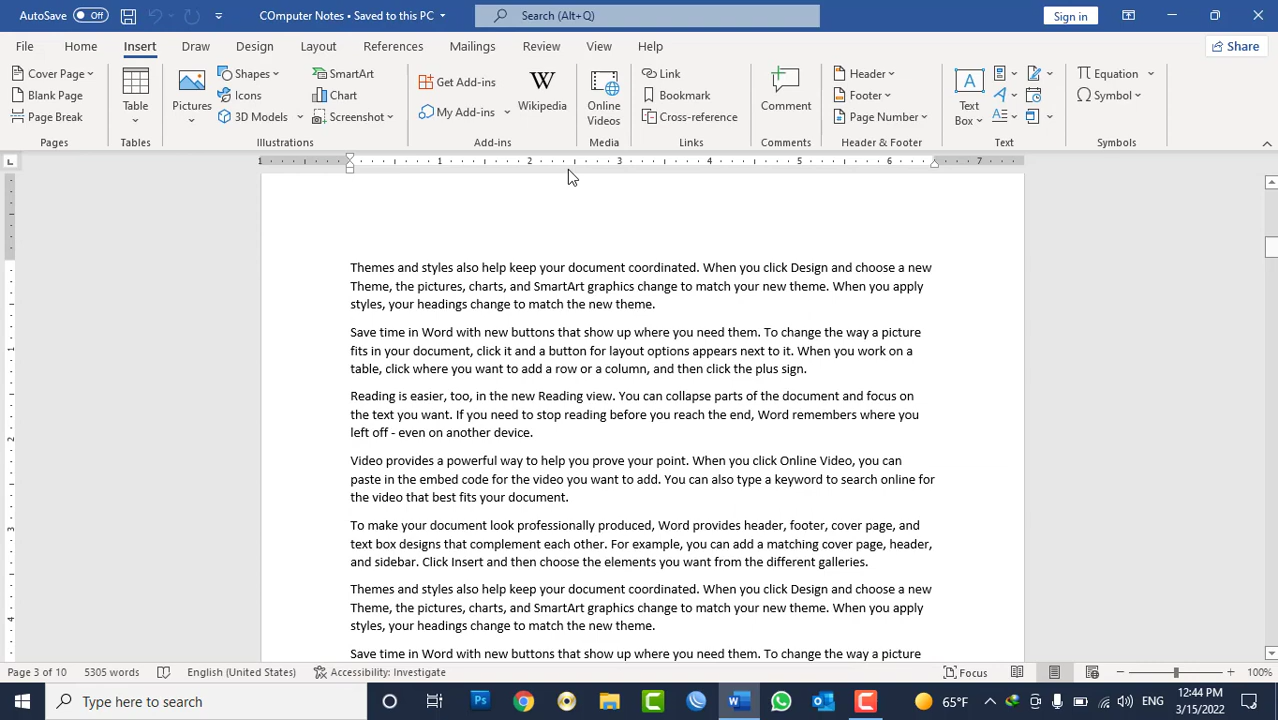 AutoSave Off COmputer Notes • Saved to this PC Search (Alt+Q) Sign in
File Home Insert Draw Design Layout References Mailings Review View Help Share
Cover Page
Blank Page
Page Break
Pages
Table
Tables
Pictures
Shapes
Icons
3D Models
SmartArt
Chart
Screenshot
Illustrations
Get Add-ins
My Add-ins
Wikipedia
Add-ins
Online
Videos
Media
Link
Bookmark
Cross-reference
Links
Comment
Comments
Header
Footer
Page Number
Header & Footer
Text
Box
Text
Equation
Symbol
Symbols
1 1 2 3 4 5 6 7
1
2
3
4
Themes and styles also help keep your document coordinated. When you click Design and choose a new
Theme, the pictures, charts, and SmartArt graphics change to match your new theme. When you apply
styles, your headings change to match the new theme.
Save time in Word with new buttons that show up where you need them. To change the way a picture
fits in your document, click it and a button for layout options appears next to it. When you work on a
table, click where you want to add a row or a column, and then click the plus sign.
Reading is easier, too, in the new Reading view. You can collapse parts of the document and focus on
the text you want. If you need to stop reading before you reach the end, Word remembers where you
left off - even on another device.
Video provides a powerful way to help you prove your point. When you click Online Video, you can
paste in the embed code for the video you want to add. You can also type a keyword to search online for
the video that best fits your document.
To make your document look professionally produced, Word provides header, footer, cover page, and
text box designs that complement each other. For example, you can add a matching cover page, header,
and sidebar. Click Insert and then choose the elements you want from the different galleries.
Themes and styles also help keep your document coordinated. When you click Design and choose a new
Theme, the pictures, charts, and SmartArt graphics change to match your new theme. When you apply
styles, your headings change to match the new theme.
Save time in Word with new buttons that show up where you need them. To change the way a picture
Page 3 of 10 5305 words English (United States) Accessibility: Investigate Focus 100%
Type here to search 65°F ENG 12:44 PM
3/15/2022